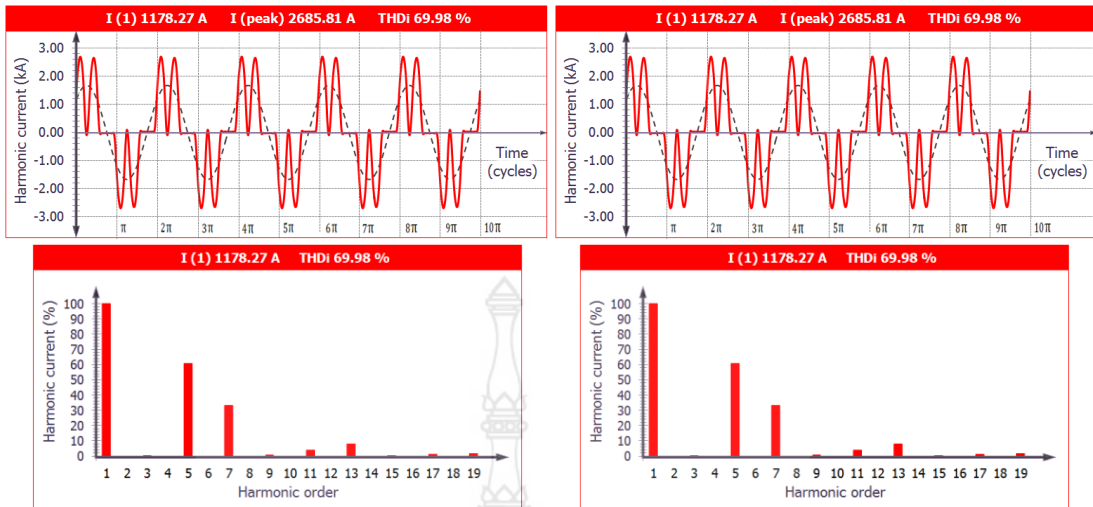 I (1) 1178.27 A I (peak) 2685.81 A THDi 69.98 %
Harmonic current (kA)
3.00
2.00
1.00
0.00
-1.00
-2.00
-3.00
π 2π 3π 4π 5π 6π 7π 8π 9π 10π
Time
(cycles)
I (1) 1178.27 A I (peak) 2685.81 A THDi 69.98 %
Harmonic current (kA)
3.00
2.00
1.00
0.00
-1.00
-2.00
-3.00
π 2π 3π 4π 5π 6π 7π 8π 9π 10π
Time
(cycles)
I (1) 1178.27 A THDi 69.98 %
Harmonic current (%)
100
90
80
70
60
50
40
30
20
10
0
1 2 3 4 5 6 7 8 9 10 11 12 13 14 15 16 17 18 19
Harmonic order
I (1) 1178.27 A THDi 69.98 %
Harmonic current (%)
100
90
80
70
60
50
40
30
20
10
0
1 2 3 4 5 6 7 8 9 10 11 12 13 14 15 16 17 18 19
Harmonic order